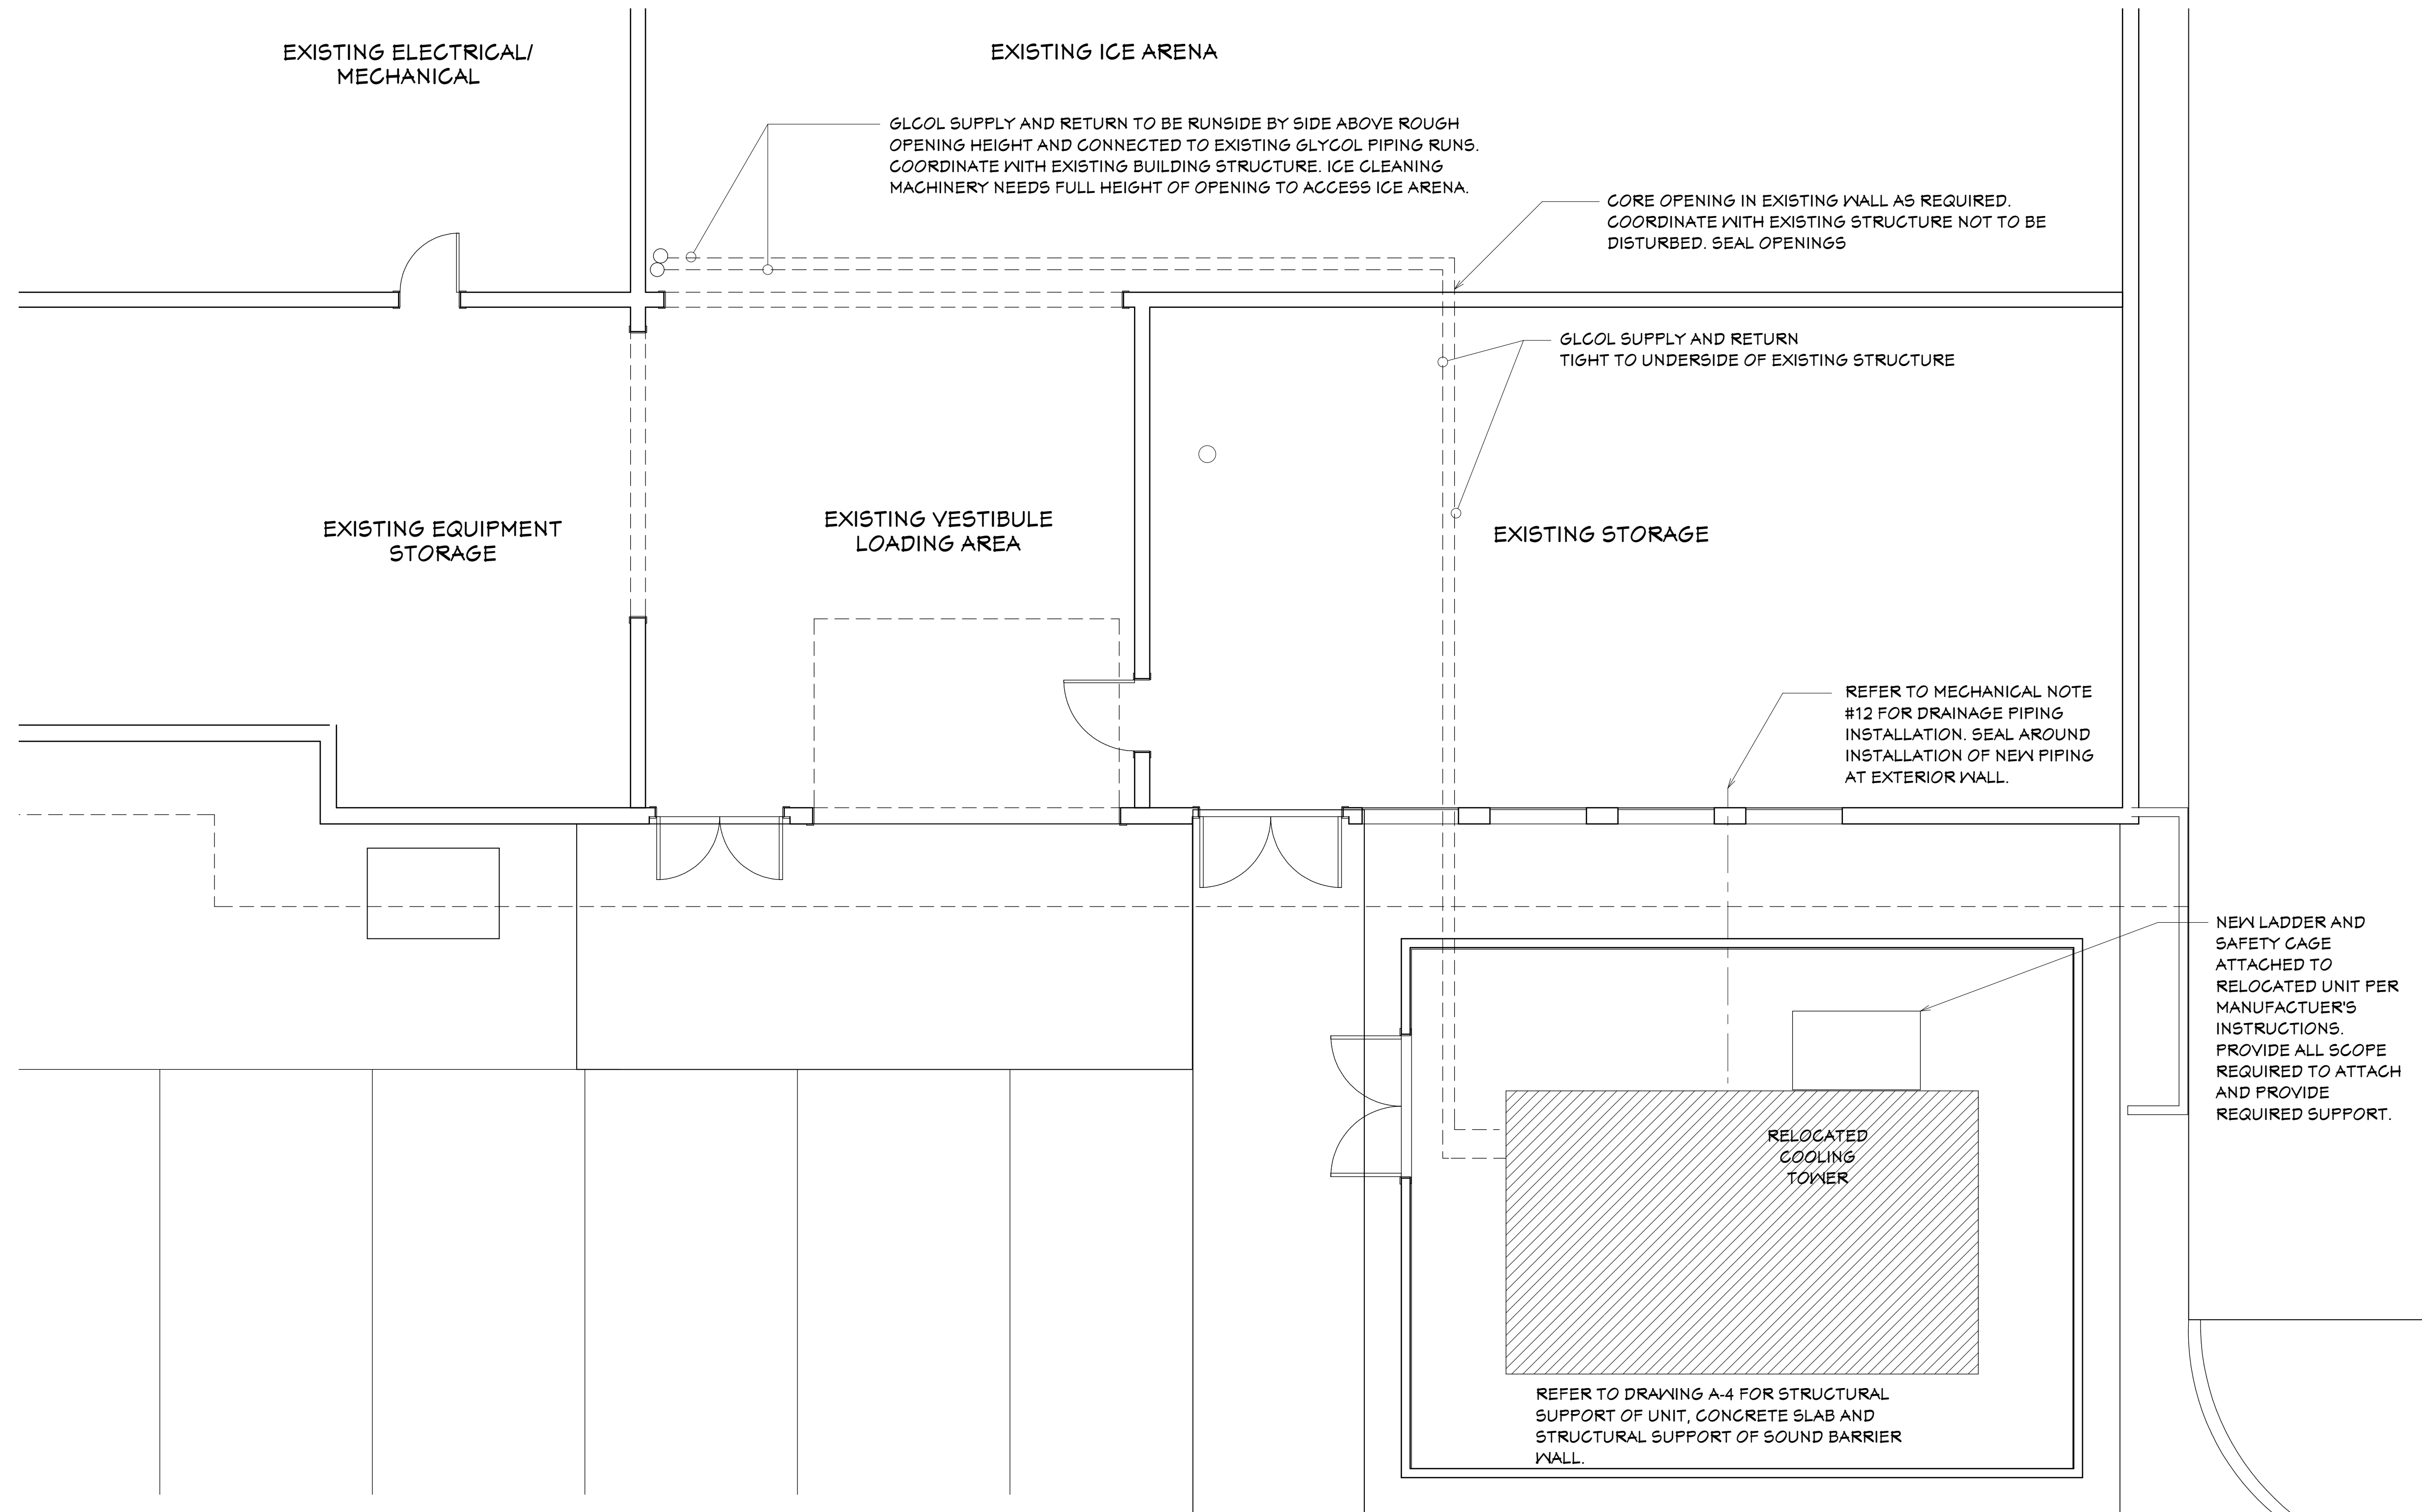 EXISTING ELECTRICAL/
MECHANICAL
EXISTING ICE ARENA
GLCOL SUPPLY AND RETURN TO BE RUNSIDE BY SIDE ABOVE ROUGH
OPENING HEIGHT AND CONNECTED TO EXISTING GLYCOL PIPING RUNS.
COORDINATE WITH EXISTING BUILDING STRUCTURE. ICE CLEANING
MACHINERY NEEDS FULL HEIGHT OF OPENING TO ACCESS ICE ARENA.
CORE OPENING IN EXISTING WALL AS REQUIRED.
COORDINATE WITH EXISTING STRUCTURE NOT TO BE
DISTURBED. SEAL OPENINGS
GLCOL SUPPLY AND RETURN
TIGHT TO UNDERSIDE OF EXISTING STRUCTURE
EXISTING EQUIPMENT
STORAGE
EXISTING VESTIBULE
LOADING AREA
EXISTING STORAGE
REFER TO MECHANICAL NOTE
#12 FOR DRAINAGE PIPING
INSTALLATION. SEAL AROUND
INSTALLATION OF NEW PIPING
AT EXTERIOR WALL.
NEW LADDER AND
SAFETY CAGE
ATTACHED TO
RELOCATED UNIT PER
MANUFACTUER'S
INSTRUCTIONS.
PROVIDE ALL SCOPE
REQUIRED TO ATTACH
AND PROVIDE
REQUIRED SUPPORT.
RELOCATED
COOLING
TOWER
REFER TO DRAWING A-4 FOR STRUCTURAL
SUPPORT OF UNIT, CONCRETE SLAB AND
STRUCTURAL SUPPORT OF SOUND BARRIER
WALL.